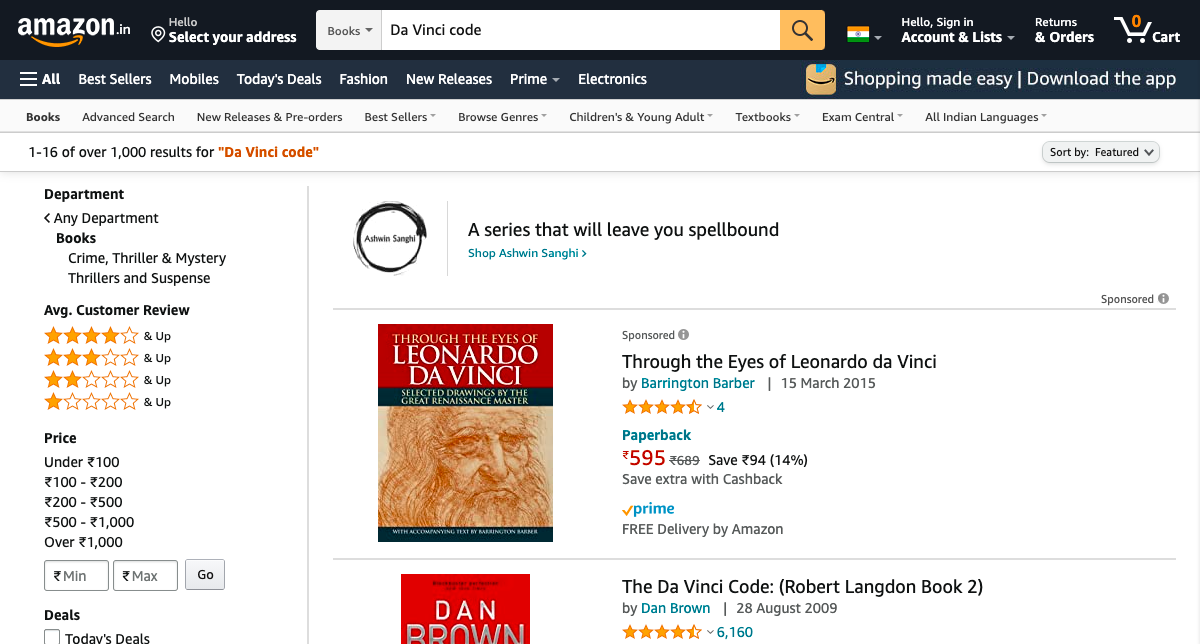 amazon.in
Hello
Select your address
Books
Da Vinci code
Hello, Sign in
Account & Lists
Returns
& Orders
0
Cart
All
Best Sellers
Mobiles
Today's Deals
Fashion
New Releases
Prime
Electronics
Shopping made easy | Download the app
Books
Advanced Search
New Releases & Pre-orders
Best Sellers
Browse Genres
Children's & Young Adult
Textbooks
Exam Central
All Indian Languages
1-16 of over 1,000 results for "Da Vinci code"
Sort by: Featured
Department
Any Department
Books
Crime, Thriller & Mystery
Thrillers and Suspense
Avg. Customer Review
& Up
& Up
& Up
& Up
Price
Under ₹100
₹100 - ₹200
₹200 - ₹500
₹500 - ₹1,000
Over ₹1,000
₹ Min
₹ Max
Go
Deals
Today's Deals
Ashwin Sanghi
A series that will leave you spellbound
Shop Ashwin Sanghi ›
Sponsored
THROUGH THE EYES OF
LEONARDO
DA VINCI
SELECTED DRAWINGS BY THE
GREAT RENAISSANCE MASTER
WITH ACCOMPANYING TEXT BY BARRINGTON BARBER
Sponsored
Through the Eyes of Leonardo da Vinci
by Barrington Barber | 15 March 2015
4
Paperback
₹595 ₹689 Save ₹94 (14%)
Save extra with Cashback
prime
FREE Delivery by Amazon
DAN
BROWN
The Da Vinci Code: (Robert Langdon Book 2)
by Dan Brown | 28 August 2009
6,160